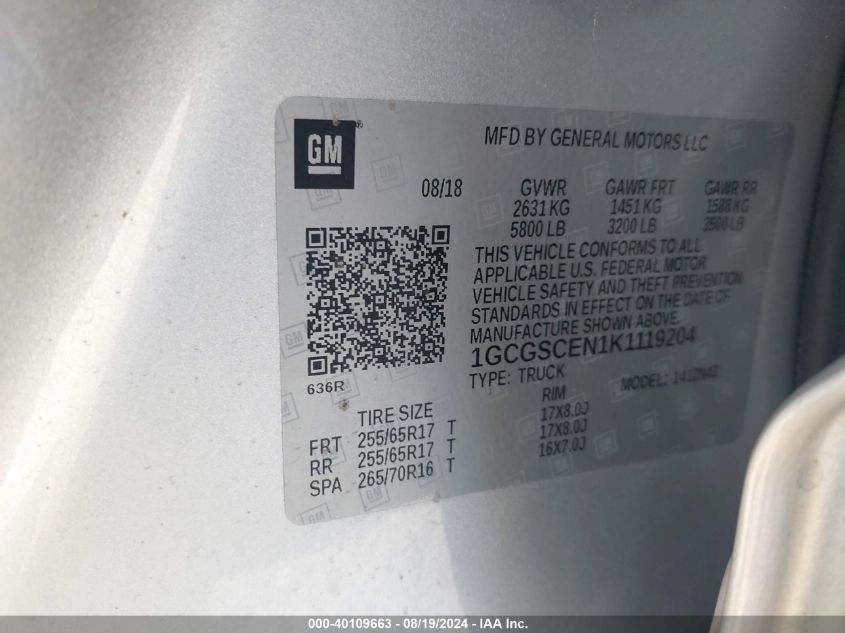 GM
MFD BY GENERAL MOTORS LLC
08/18
GVWR GAWR FRT GAWR RR
2631 KG 1451 KG 1588 KG
5800 LB 3200 LB 3500 LB
THIS VEHICLE CONFORMS TO ALL
APPLICABLE U.S. FEDERAL MOTOR
VEHICLE SAFETY AND THEFT PREVENTION
STANDARDS IN EFFECT ON THE DATE OF
MANUFACTURE SHOWN ABOVE.
1GCGSCEN1K1119204
TYPE: TRUCK MODEL:
636R
TIRE SIZE RIM
FRT 255/65R17 T 17X8.0J
RR 255/65R17 T 17X8.0J
SPA 265/70R16 T 16X7.0J
000-40109663 - 08/19/2024 - IAA Inc.